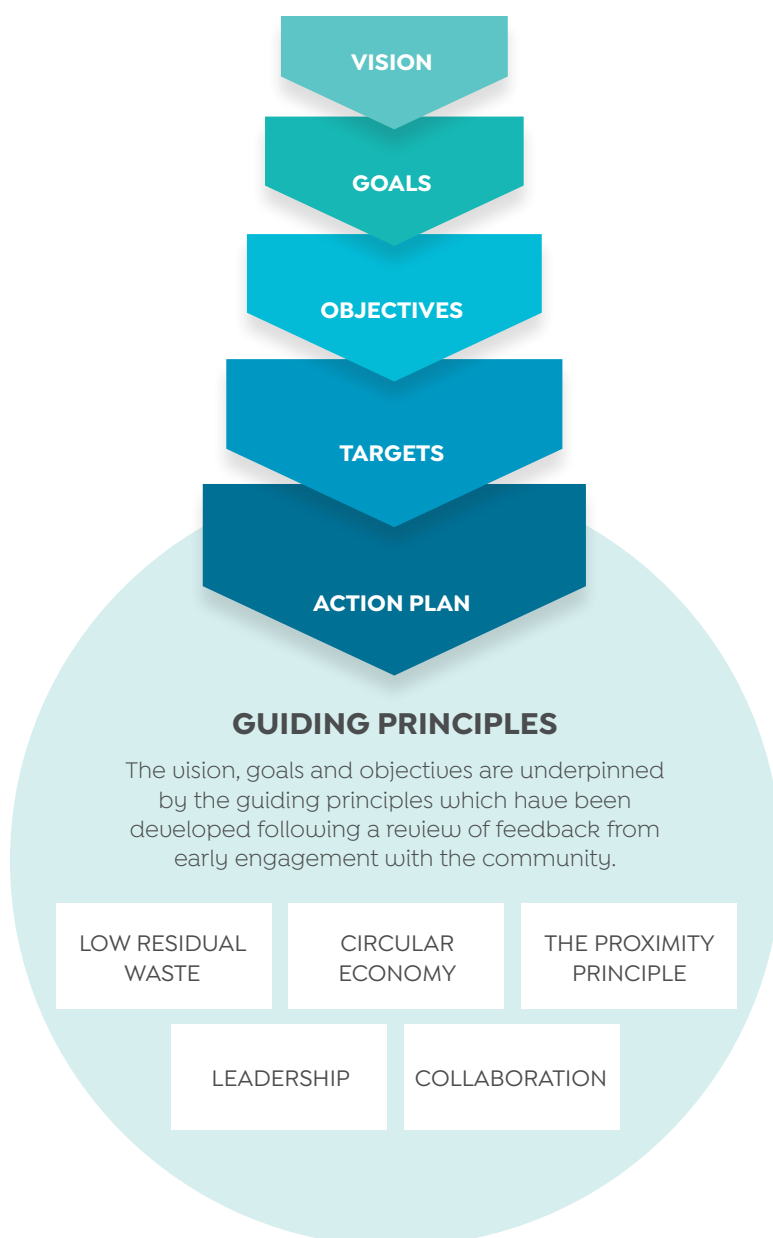 VISION
GOALS
OBJECTIVES
TARGETS
ACTION PLAN
GUIDING PRINCIPLES
The vision, goals and objectives are underpinned
by the guiding principles which have been
developed following a review of feedback from
early engagement with the community.
LOW RESIDUAL
WASTE
CIRCULAR
ECONOMY
THE PROXIMITY
PRINCIPLE
LEADERSHIP
COLLABORATION